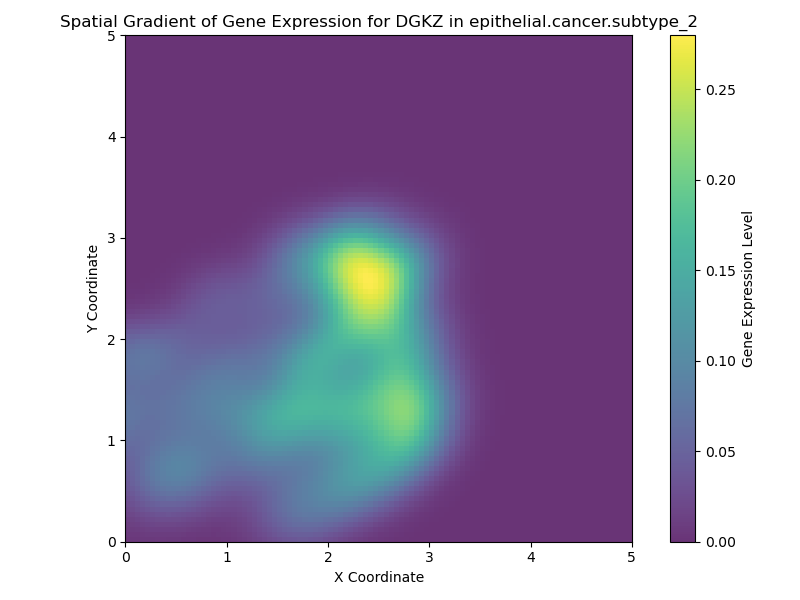 Spatial Gradient of Gene Expression for DGKZ in epithelial.cancer.subtype_2
5
4
3
2
1
0
Y Coordinate
0 1 2 3 4 5
X Coordinate
0.25
0.20
0.15
0.10
0.05
0.00
Gene Expression Level